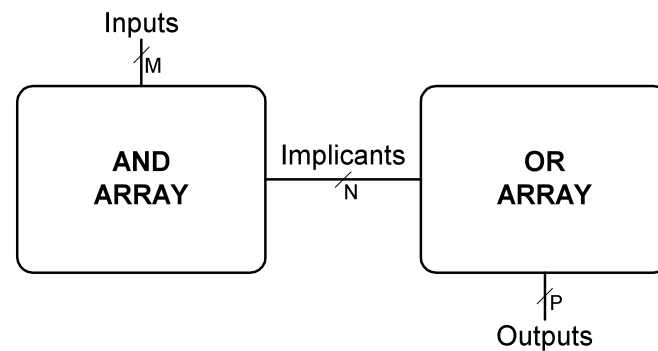 Inputs
M
AND
ARRAY
Implicants
N
OR
ARRAY
P
Outputs